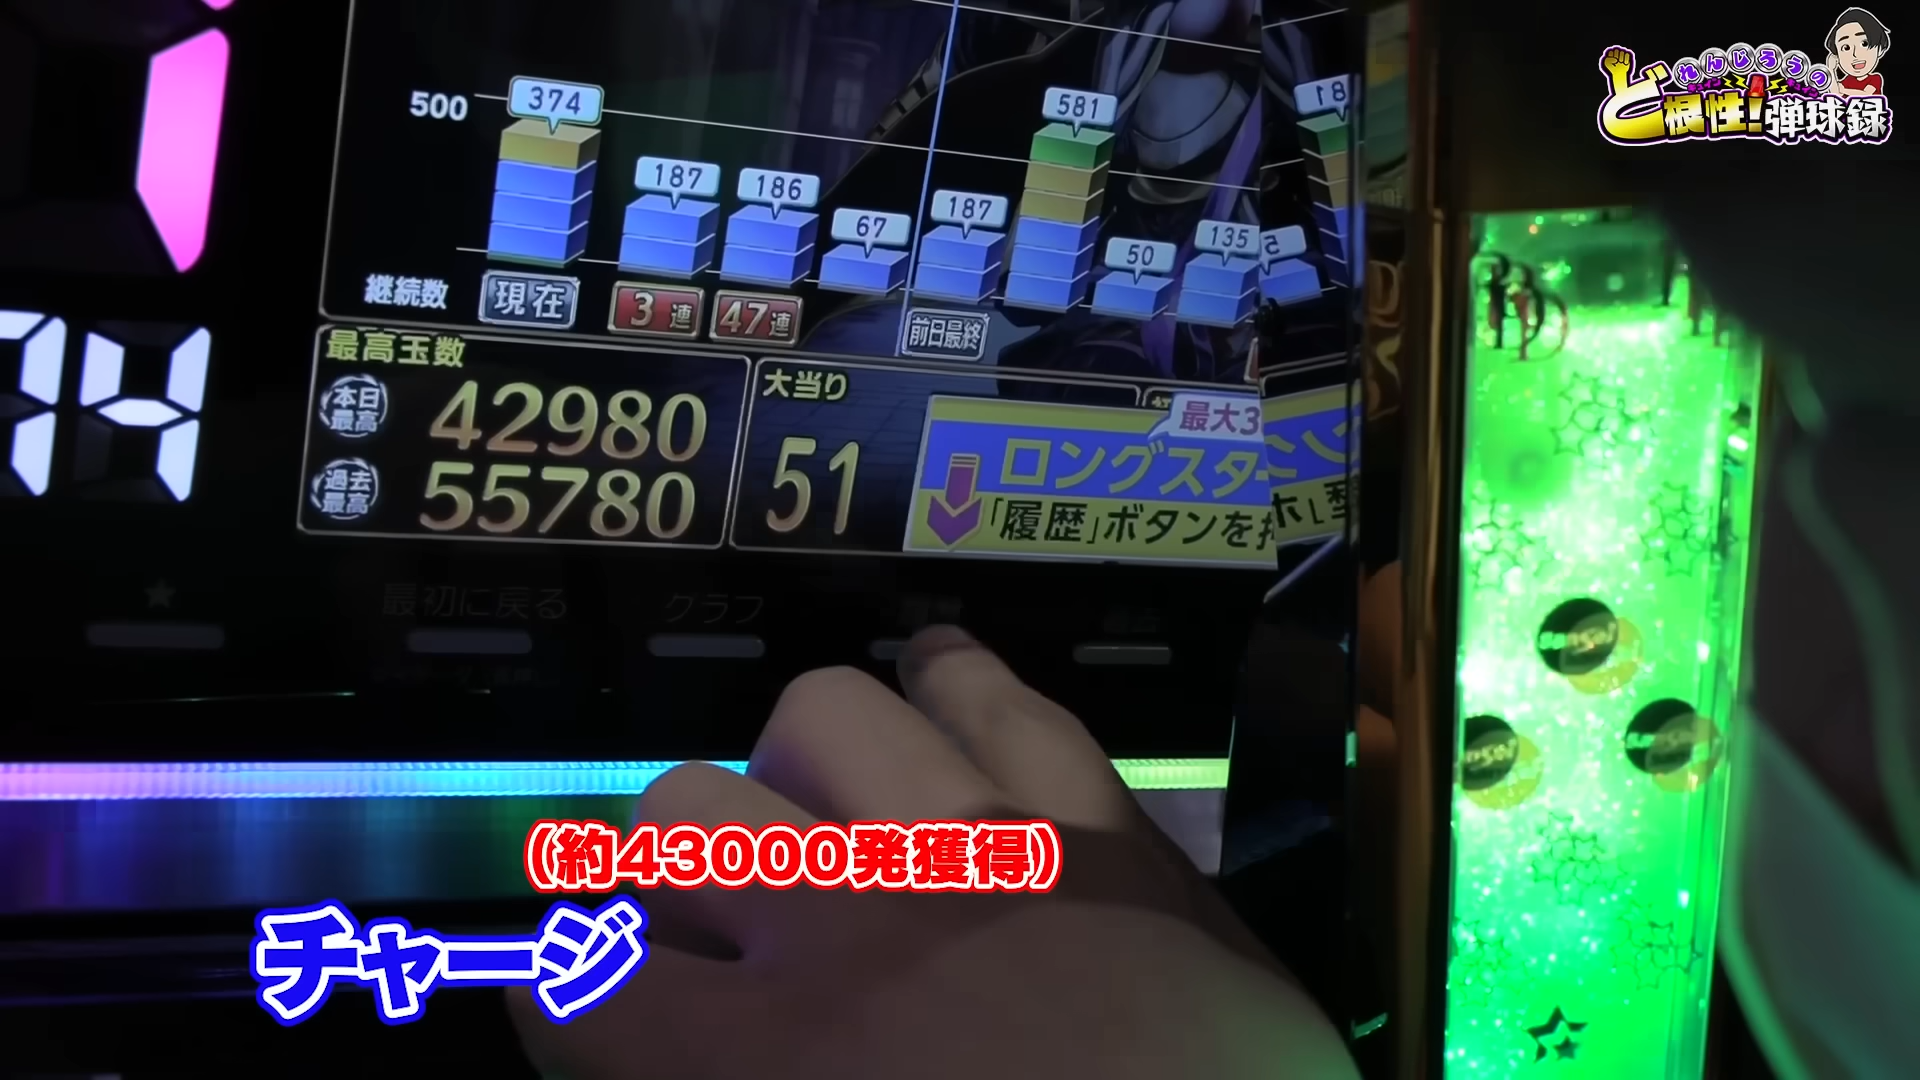 れんじろうの
ど根性!弾球録
500
374
187
186
67
187
581
50
135
継続数
現在
3連
47連
前日最終
最高玉数
本日最高
42980
過去最高
55780
大当り
51
最大3
ロングスタ
「履歴」ボタンを
最初に戻る
グラフ
(約43000発獲得)
チャージ